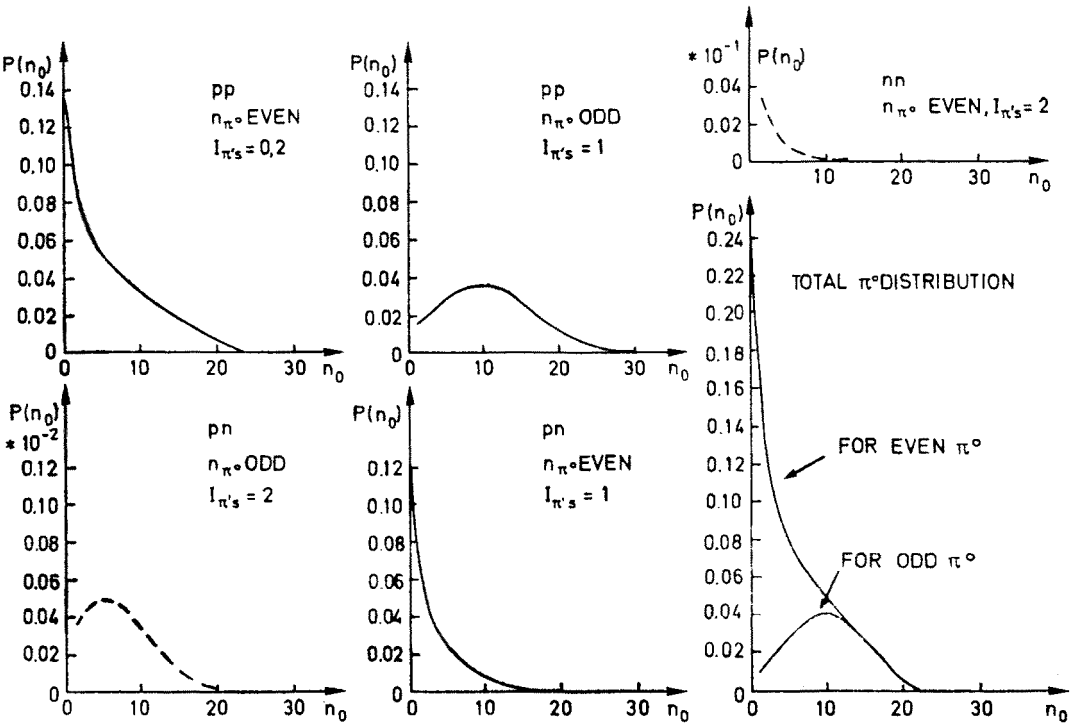 P(n₀)
0.14
0.12
0.10
0.08
0.06
0.04
0.02
0
0 10 20 30 n₀
pp
nπ° EVEN
Iπ's = 0,2
P(n₀)
0.14
0.12
0.10
0.08
0.06
0.04
0.02
0
0 10 20 30 n₀
pp
nπ° ODD
Iπ's = 1
* 10⁻¹ P(n₀)
0.04
0.02
0
10 20 30 n₀
nn
nπ° EVEN, Iπ's = 2
P(n₀)
* 10⁻²
0.12
0.10
0.08
0.06
0.04
0.02
0
0 10 20 30 n₀
pn
nπ° ODD
Iπ's = 2
P(n₀)
0.12
0.10
0.08
0.06
0.04
0.02
0
0 10 20 30 n₀
pn
nπ° EVEN
Iπ's = 1
P(n₀)
0.24
0.22
0.20
0.18
0.16
0.14
0.12
0.10
0.08
0.06
0.04
0.02
0
0 10 20 30 n₀
TOTAL π° DISTRIBUTION
FOR EVEN π°
FOR ODD π°